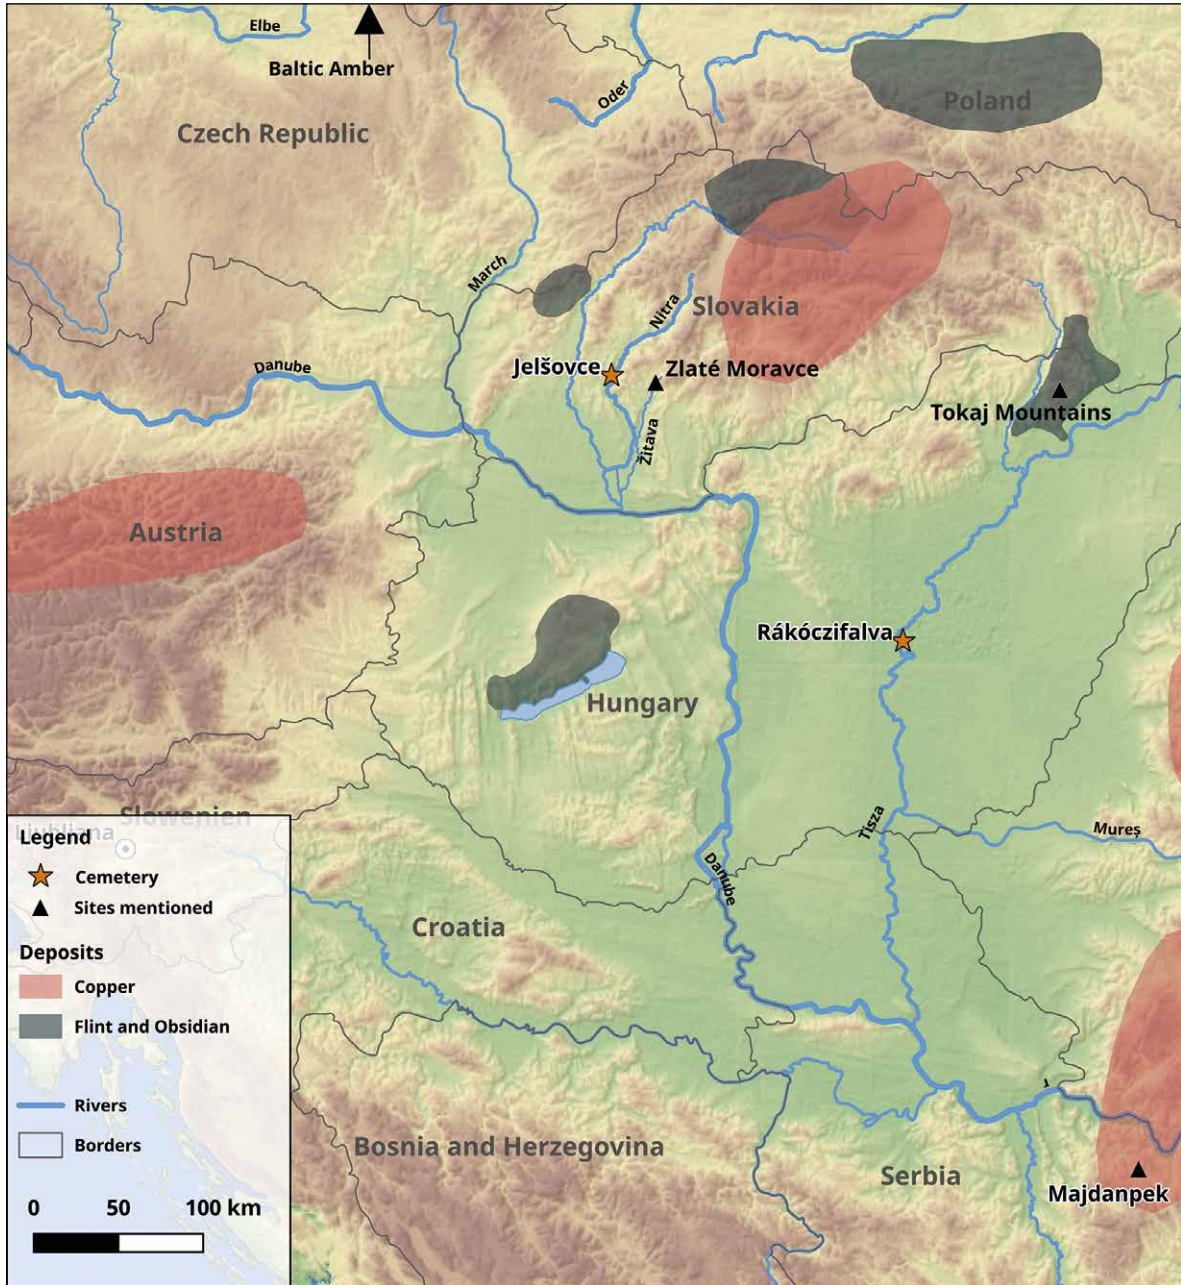 Elbe
Baltic Amber
Oder
Poland
Czech Republic
March
Nitra
Slovakia
Danube
Jelšovce
Zlaté Moravce
Tokaj Mountains
Žitava
Austria
Rákóczifalva
Hungary
Slowenien
Ljubljana
Tisza
Mureș
Danube
Croatia
Bosnia and Herzegovina
Serbia
Majdanpek
Legend
Cemetery
Sites mentioned
Deposits
Copper
Flint and Obsidian
Rivers
Borders
0 50 100 km